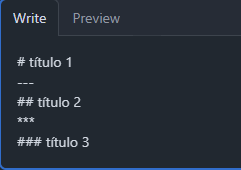 Write Preview
# título 1
---
## título 2
***
### título 3